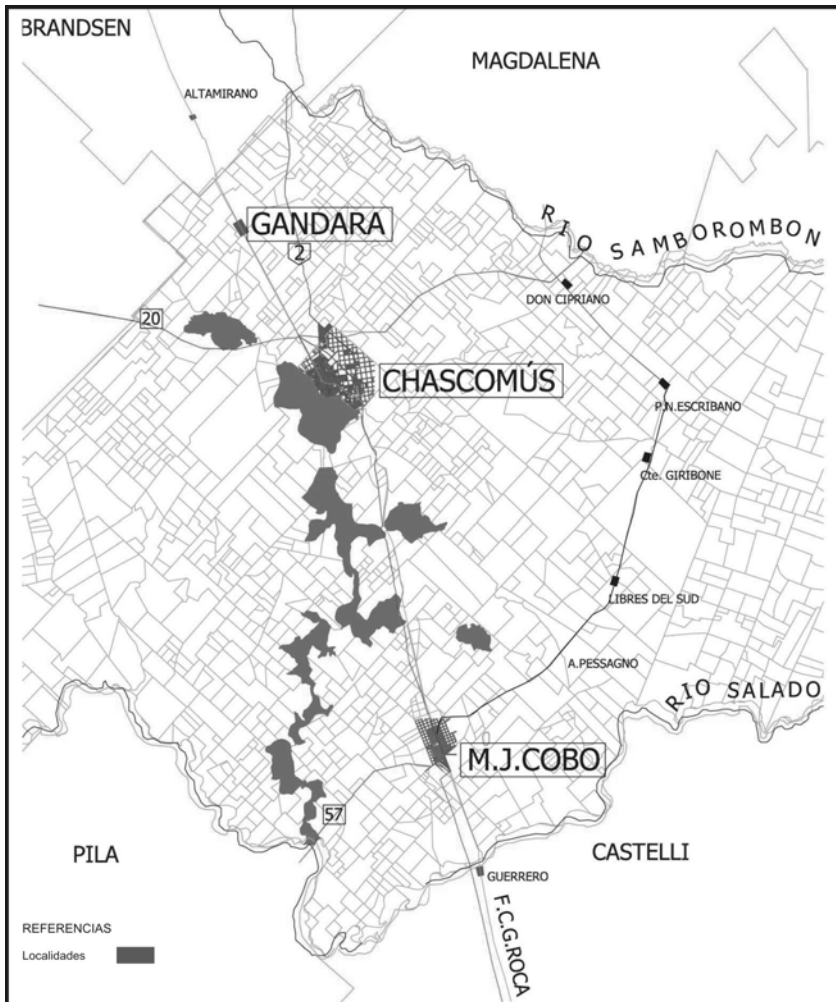 BRANDSEN
MAGDALENA
ALTAMIRANO
GANDARA
2
RIO SAMBOROMBON
DON CIPRIANO
20
CHASCOMÚS
P.N.ESCRIBANO
Cte. GIRIBONE
LIBRES DEL SUD
A.PESSAGNO
RIO SALADO
M.J.COBO
57
PILA
CASTELLI
GUERRERO
F.C.G.ROCA
REFERENCIAS
Localidades